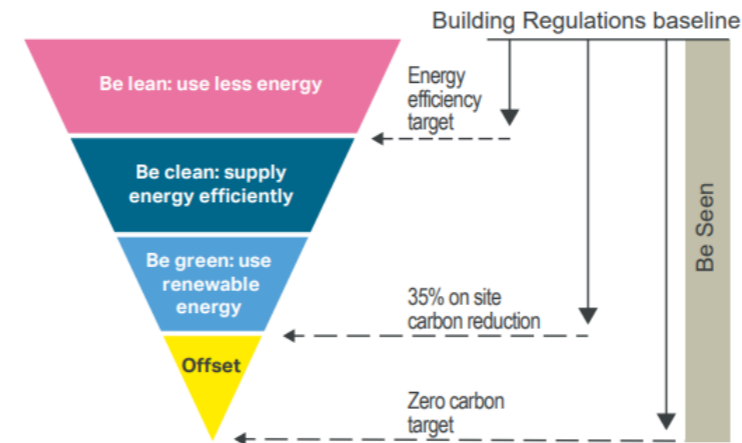 Building Regulations baseline
Be lean: use less energy
Energy
efficiency
target
Be clean: supply
energy efficiently
Be green: use
renewable
energy
35% on site
carbon reduction
Offset
Zero carbon
target
Be Seen